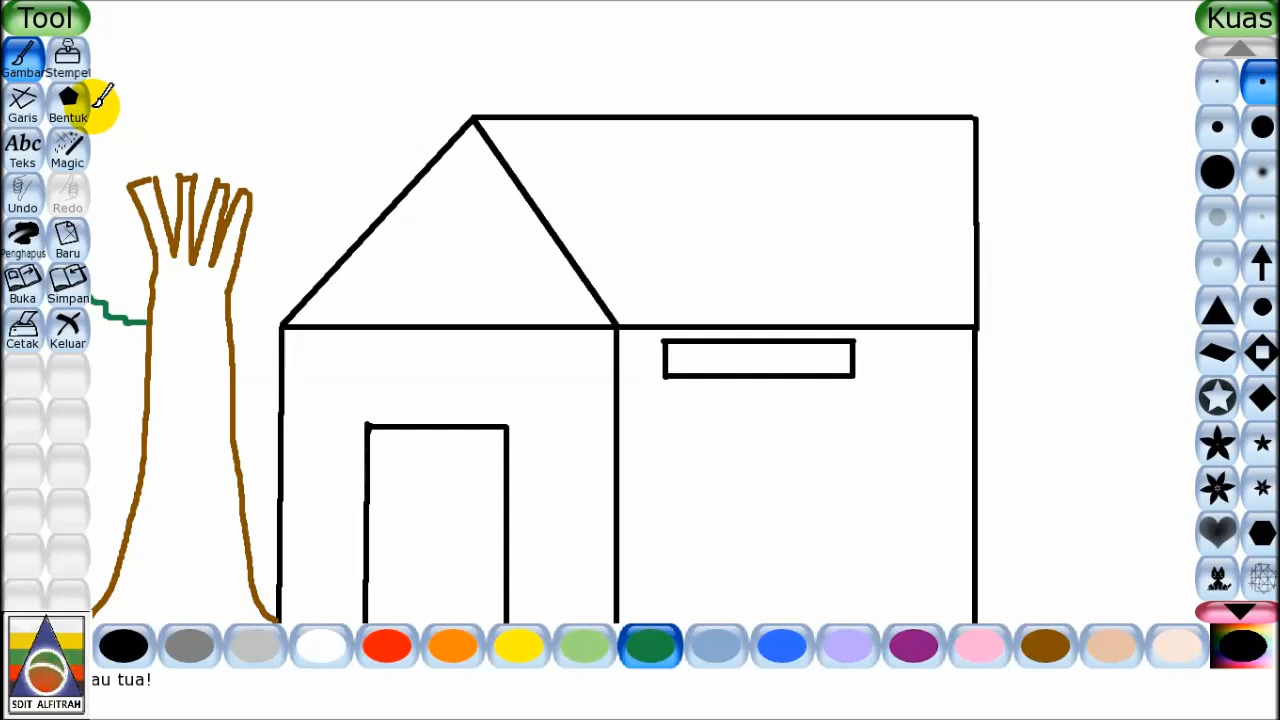 Tool
Kuas
Gambar
Stempel
Garis
Bentuk
Abc
Teks
Magic
Undo
Redo
Penghapus
Baru
Buka
Simpan
Cetak
Keluar
SDIT ALFITRAH
au tua!